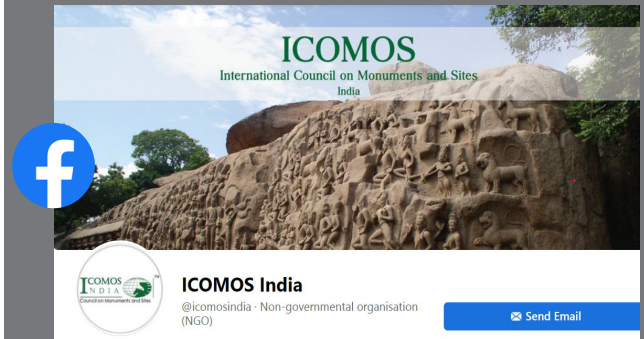 ICOMOS
International Council on Monuments and Sites
India
ICOMOS
INDIA
Council on Monuments and Sites
TM
ICOMOS India
@icomosindia · Non-governmental organisation
(NGO)
Send Email